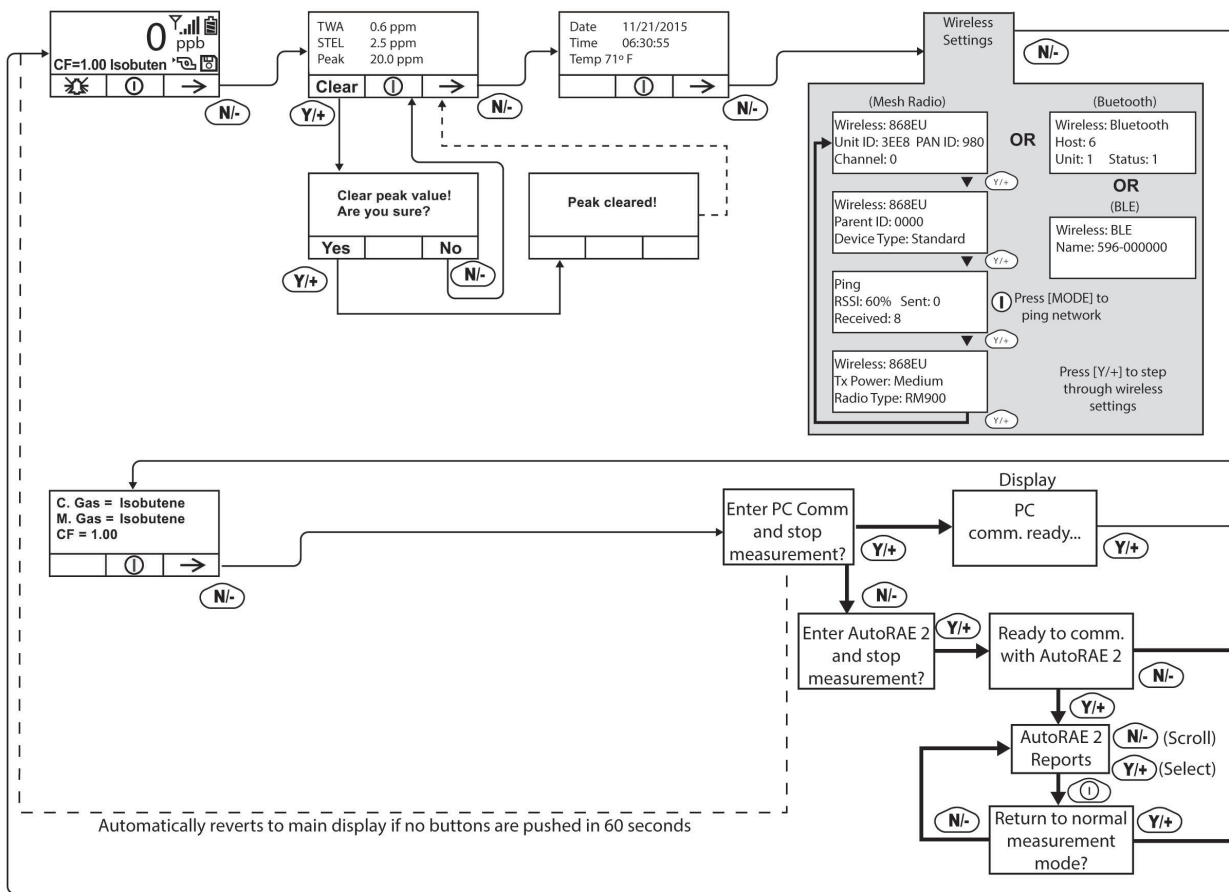 0 ppb
CF=1.00 Isobuten
N/-
TWA 0.6 ppm
STEL 2.5 ppm
Peak 20.0 ppm
Clear
Y/+
N/-
Date 11/21/2015
Time 06:30:55
Temp 71º F
N/-
Clear peak value!
Are you sure?
Yes No
Y/+
N/-
Peak cleared!
Wireless
Settings
N/-
(Mesh Radio)
Wireless: 868EU
Unit ID: 3EE8 PAN ID: 980
Channel: 0
Y/+
OR
(Buetooth)
Wireless: Bluetooth
Host: 6
Unit: 1 Status: 1
OR
(BLE)
Wireless: BLE
Name: 596-000000
Wireless: 868EU
Parent ID: 0000
Device Type: Standard
Y/+
Ping
RSSI: 60% Sent: 0
Received: 8
Y/+
Press [MODE] to
ping network
Wireless: 868EU
Tx Power: Medium
Radio Type: RM900
Y/+
Press [Y/+] to step
through wireless
settings
C. Gas = Isobutene
M. Gas = Isobutene
CF = 1.00
N/-
Enter PC Comm
and stop
measurement?
Y/+
N/-
Display
PC
comm. ready...
Y/+
Enter AutoRAE 2
and stop
measurement?
Y/+
Ready to comm.
with AutoRAE 2
N/-
Y/+
AutoRAE 2
Reports
N/- (Scroll)
Y/+ (Select)
Return to normal
measurement
mode?
N/-
Y/+
Automatically reverts to main display if no buttons are pushed in 60 seconds